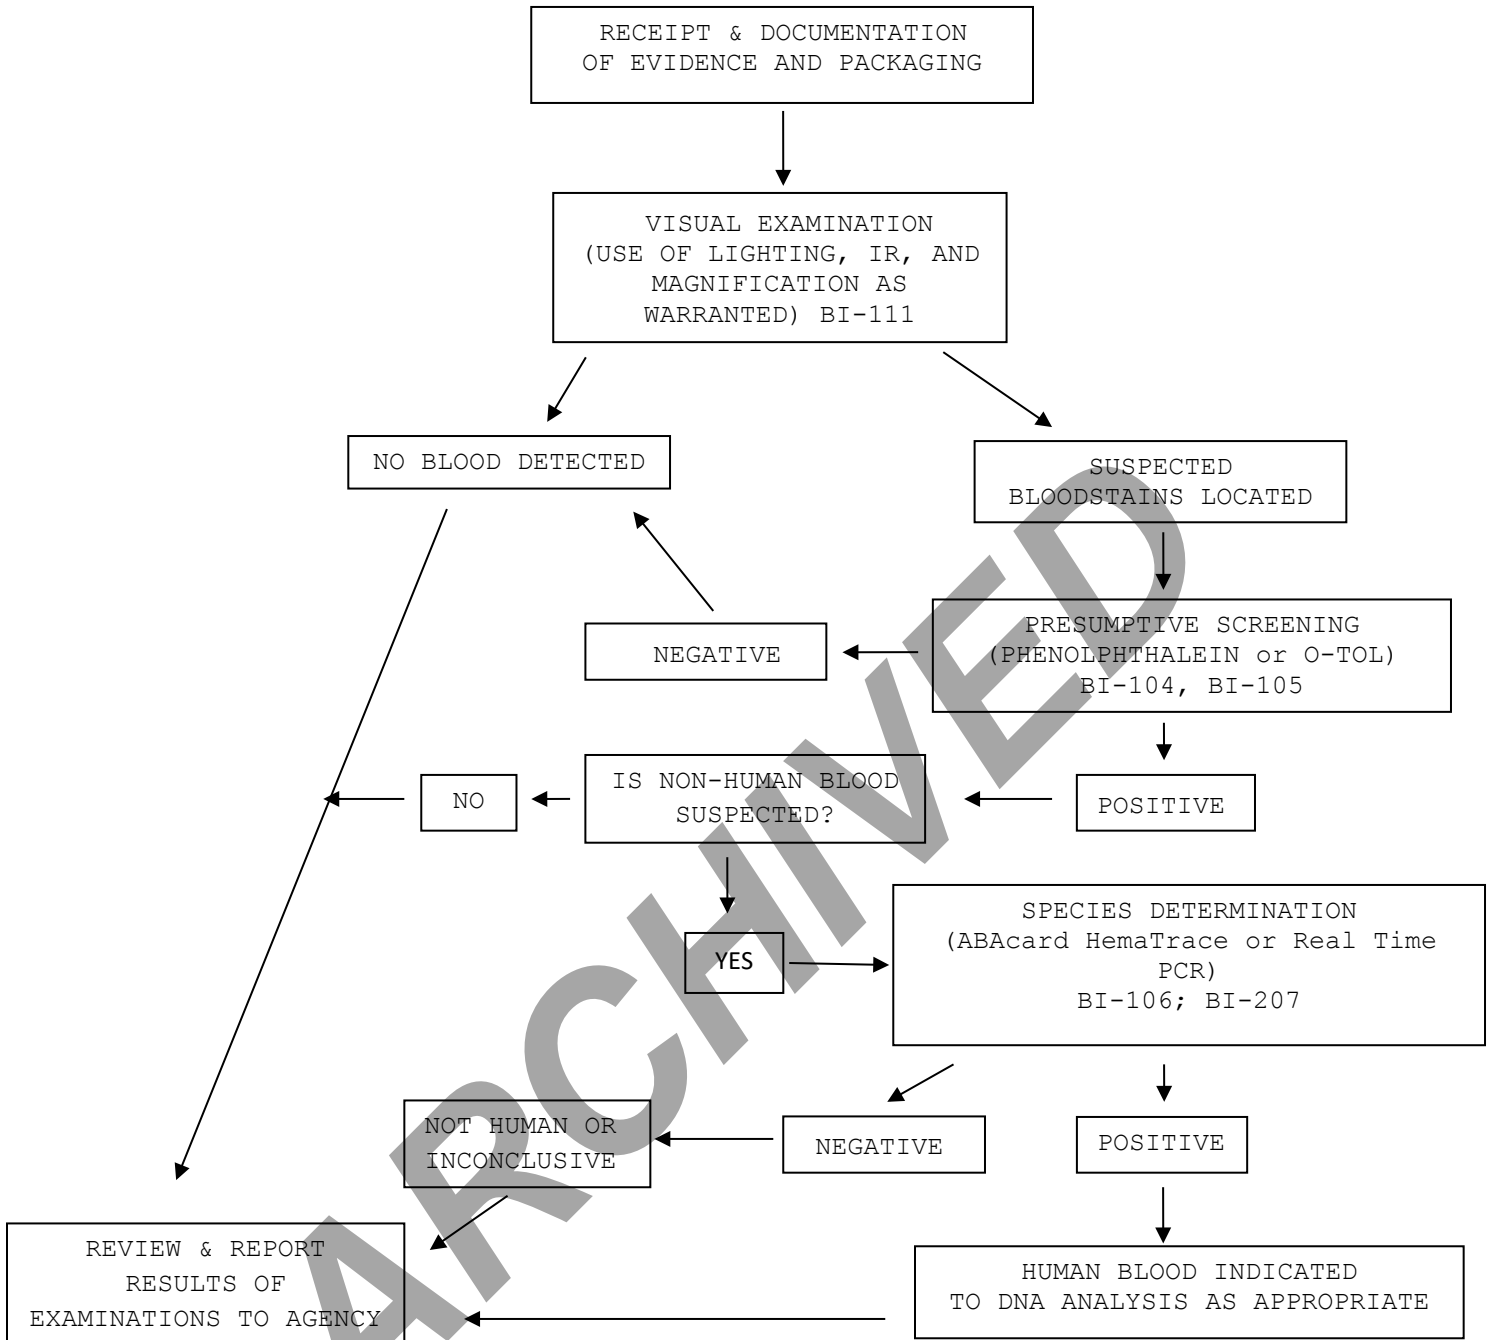 RECEIPT & DOCUMENTATION
OF EVIDENCE AND PACKAGING
VISUAL EXAMINATION
(USE OF LIGHTING, IR, AND
MAGNIFICATION AS
WARRANTED) BI-111
NO BLOOD DETECTED
SUSPECTED
BLOODSTAINS LOCATED
PRESUMPTIVE SCREENING
(PHENOLPHTHALEIN or O-TOL)
BI-104, BI-105
NEGATIVE
POSITIVE
IS NON-HUMAN BLOOD
SUSPECTED?
NO
YES
SPECIES DETERMINATION
(ABAcard HemaTrace or Real Time
PCR)
BI-106; BI-207
NEGATIVE
POSITIVE
NOT HUMAN OR
INCONCLUSIVE
HUMAN BLOOD INDICATED
TO DNA ANALYSIS AS APPROPRIATE
REVIEW & REPORT
RESULTS OF
EXAMINATIONS TO AGENCY
ARCHIVED